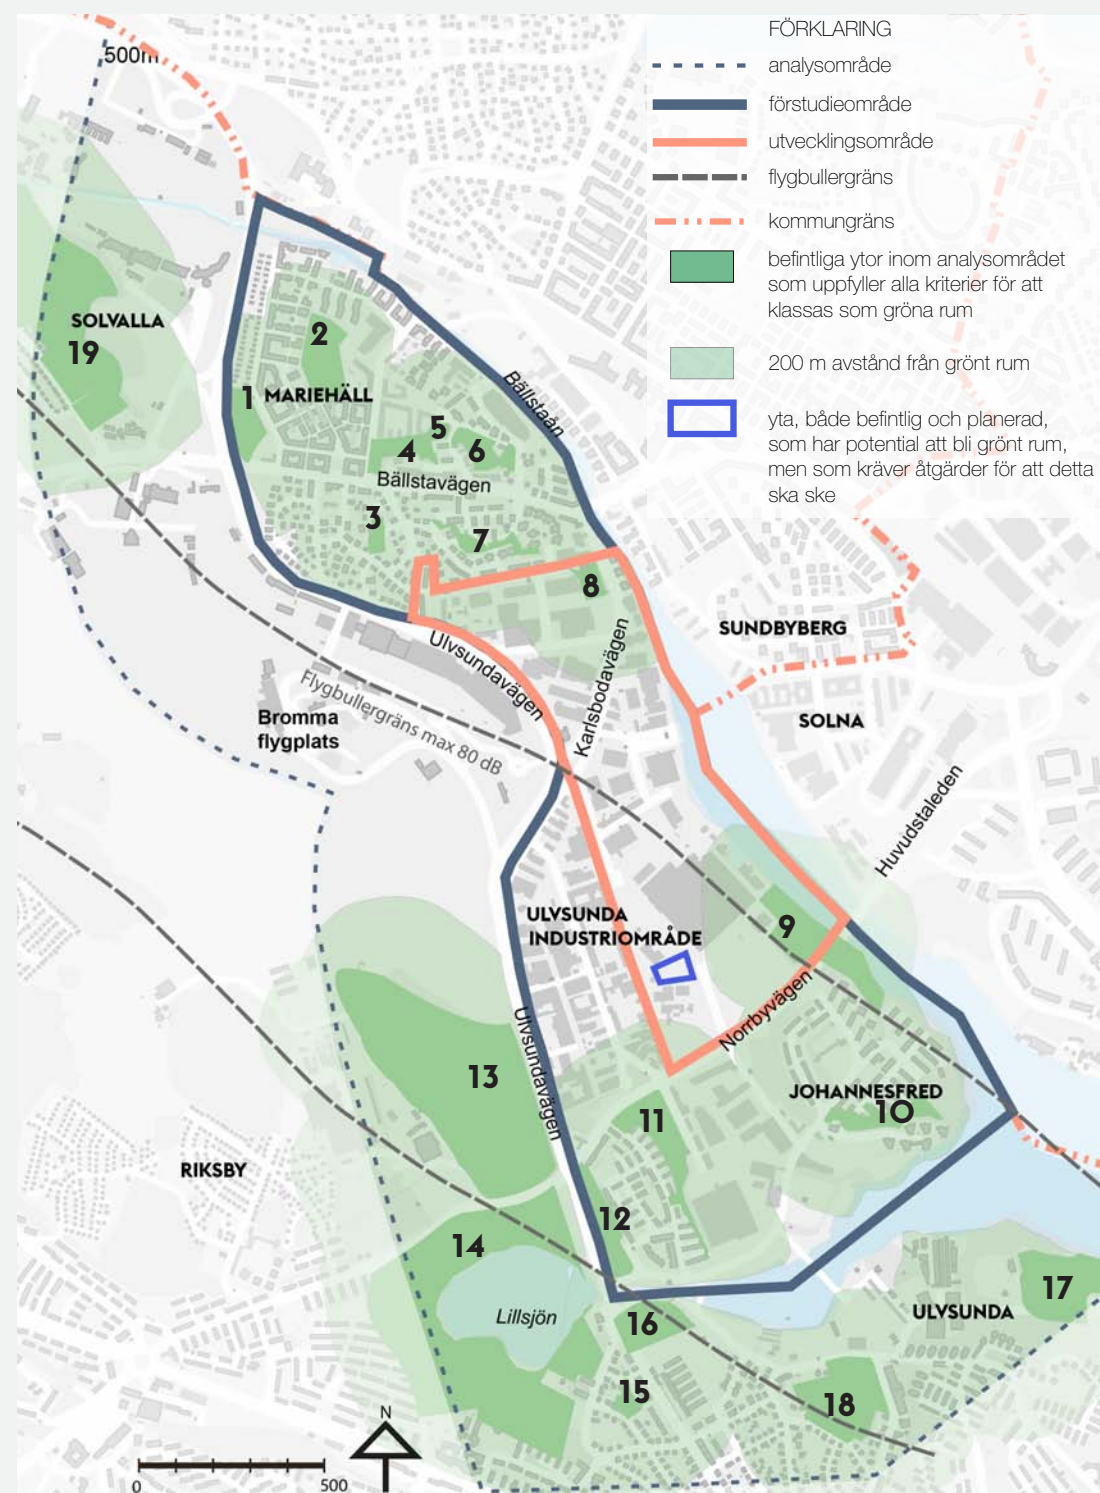 FÖRKLARING
analysområde
förstudieområde
utvecklingsområde
flygbullergräns
kommungräns
befintliga ytor inom analysområdet
som uppfyller alla kriterier för att
klassas som gröna rum
200 m avstånd från grönt rum
yta, både befintlig och planerad,
som har potential att bli grönt rum,
men som kräver åtgärder för att detta
ska ske
500m
SOLVALLA
19
2
1
MARIEHÄLL
Bällstaån
5
4
6
Bällstavägen
3
7
8
Ulvsundavägen
Karlsbodavägen
SUNDBYBERG
SOLNA
Bromma
flygplats
Flygbullergräns max 80 dB
Huvudstaleden
ULVSUNDA
INDUSTRIOMRÅDE
9
Norrbyvägen
Ulvsundavägen
13
JOHANNESFRED
10
11
RIKSBY
12
14
Lillsjön
16
ULVSUNDA
17
15
18
N
0
500